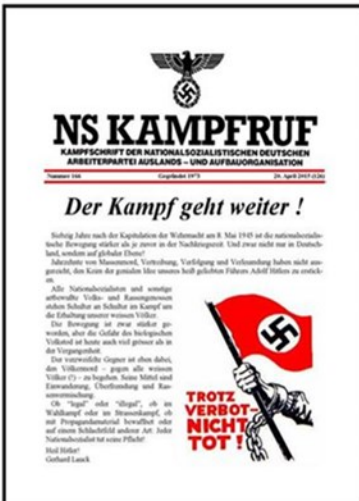 NS KAMPFRUF
KAMPFSCHRIFT DER NATIONALSOZIALISTISCHEN DEUTSCHEN
ARBEITERPARTEI AUSLANDS – UND AUFBAUORGANISATION
Nummer Gegründet 1973 20. April
Der Kampf geht weiter !
Siebzig Jahre nach der Kapitulation der Wehrmacht am 8. Mai 1945 ist die nationalsozialis-
tische Bewegung stärker als je zuvor in der Nachkriegszeit. Und zwar nicht nur in Deutsch-
land, sondern auf globaler Ebene!
Jahrzehnte von Massenmord, Vertreibung, Verfolgung und Verleumdung haben nicht aus-
gereicht, den Keim der genialen Idee unseres heiß geliebten Führers Adolf Hitlers zu erstick-
en.
Alle Nationalsozialisten und sonstige
artbewußte Volks- und Rassengenossen
stehen Schulter an Schulter im Kampf um
die Erhaltung unserer weissen Völker.
Die Bewegung ist zwar stärker ge-
worden, aber die Gefahr des biologischen
Volkstod ist heute auch viel grösser als in
der Vergangenheit.
Der verzweifelte Gegner ist eben dabei,
den Völkermord – gegen alle weissen
Völker (!) – zu begehen. Seine Mittel sind
Einwanderung, Überfremdung und Ras-
senvermischung.
Ob "legal" oder "illegal", ob im
Wahlkampf oder im Strassenkampf, ob
mit Propagandamaterial bewaffnet oder
auf einem Schlachtfeld anderer Art: Jeder
Nationalsozialist tut seine Pflicht!
Heil Hitler!
Gerhard Lauck
TROTZ
VERBOT-
NICHT
TOT !